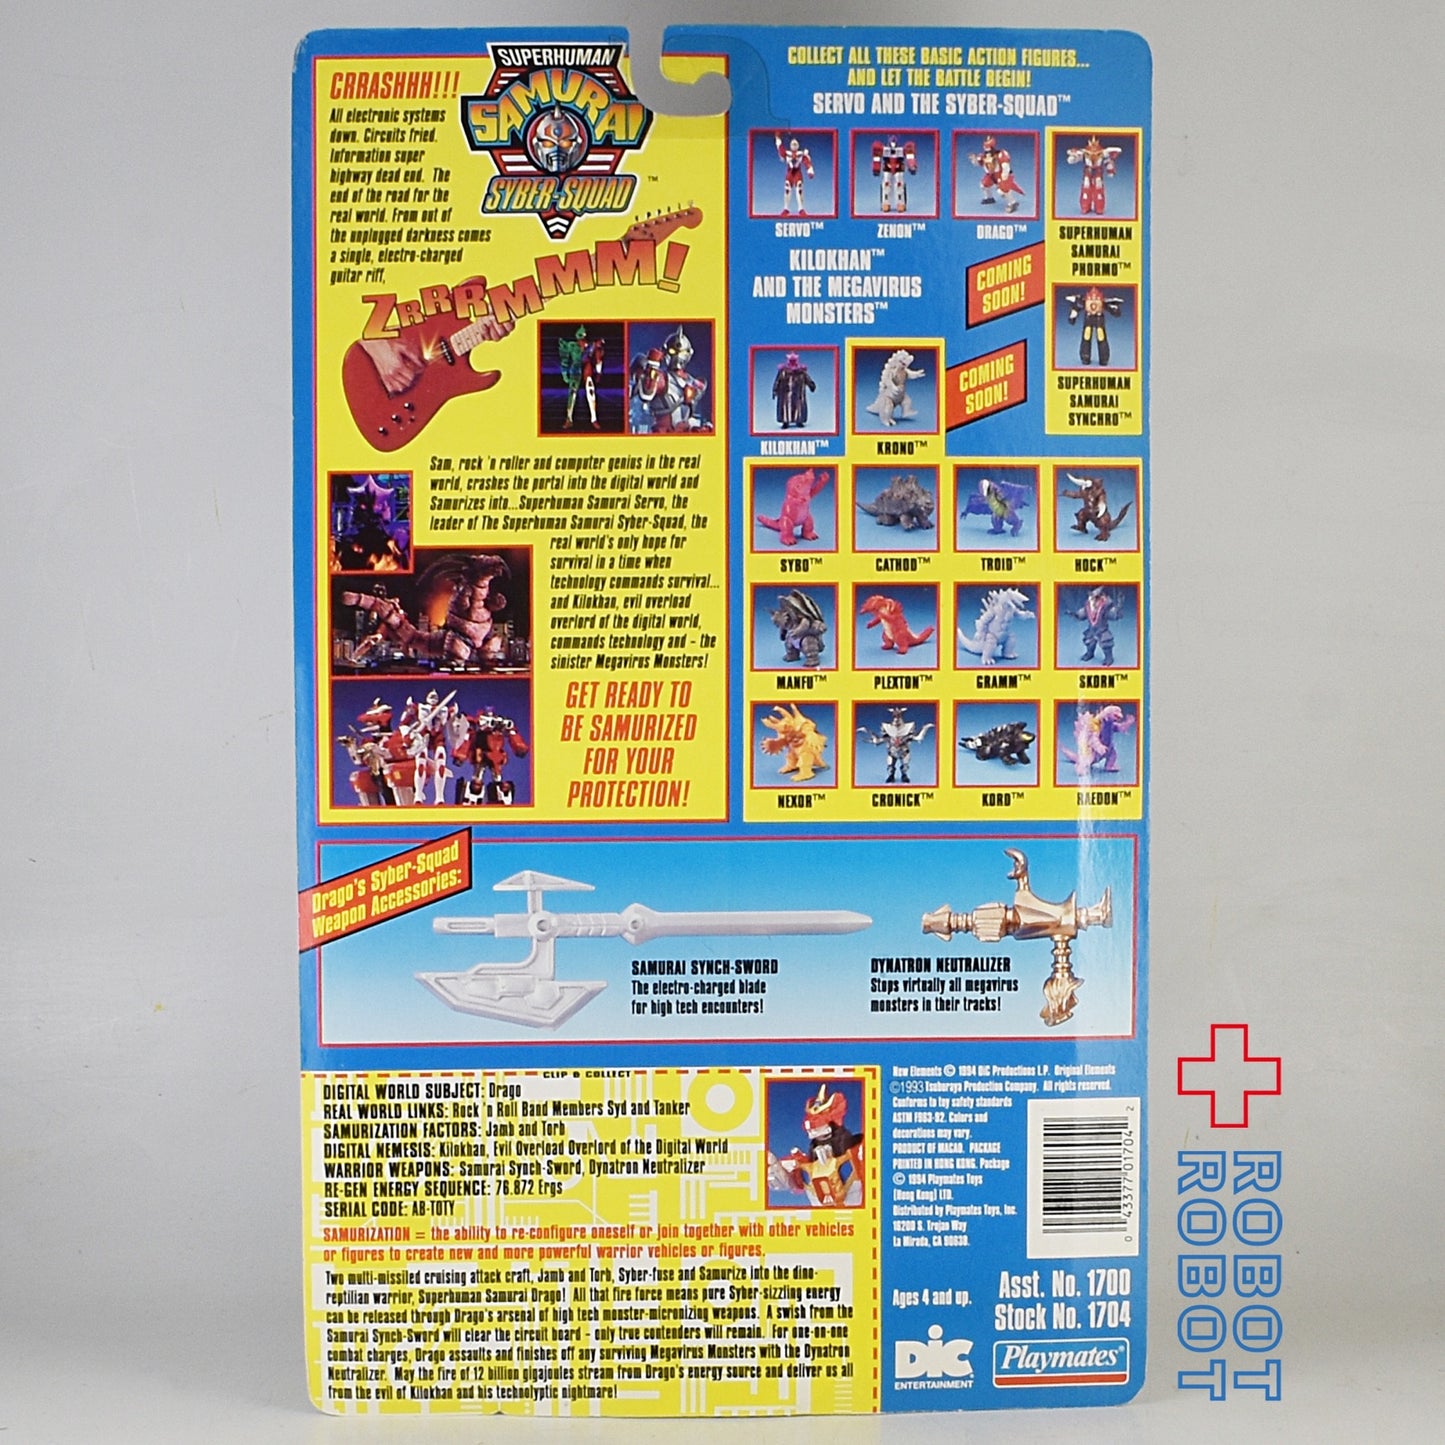 SUPERHUMAN
SAMURAI
SYBER-SQUAD™
CRRASHHH!!!
All electronic systems
down. Circuits fried.
Information super
highway dead end. The
end of the road for the
real world. From out of
the unplugged darkness comes
a single, electro-charged
guitar riff,
ZRRRRMMMM!
Sam, rock 'n roller and computer genius in the real
world, crashes the portal into the digital world and
Samurizes into...Superhuman Samurai Servo, the
leader of The Superhuman Samurai Syber-Squad, the
real world's only hope for
survival in a time when
technology commands survival...
and Kilokhan, evil overload
overlord of the digital world,
commands technology and - the
sinister Megavirus Monsters!
GET READY TO
BE SAMURIZED
FOR YOUR
PROTECTION!
COLLECT ALL THESE BASIC ACTION FIGURES...
AND LET THE BATTLE BEGIN!
SERVO AND THE SYBER-SQUAD™
SERVO™
ZENON™
DRAGO™
SUPERHUMAN
SAMURAI
PHORMO™
KILOKHAN™
AND THE MEGAVIRUS
MONSTERS™
COMING
SOON!
SUPERHUMAN
SAMURAI
SYNCHRO™
COMING
SOON!
KILOKHAN™
KRONO™
SYBO™
CATHOD™
TROID™
HOCK™
MANFU™
PLEXTON™
GRAMM™
SKORN™
NEXOR™
CRONICK™
KORD™
RAEDON™
Drago's Syber-Squad
Weapon Accessories:
SAMURAI SYNCH-SWORD
The electro-charged blade
for high tech encounters!
DYNATRON NEUTRALIZER
Stops virtually all megavirus
monsters in their tracks!
CLIP & COLLECT
DIGITAL WORLD SUBJECT: Drago
REAL WORLD LINKS: Rock 'n Roll Band Members Syd and Tanker
SAMURIZATION FACTORS: Jamb and Torb
DIGITAL NEMESIS: Kilokhan, Evil Overload Overlord of the Digital World
WARRIOR WEAPONS: Samurai Synch-Sword, Dynatron Neutralizer
RE-GEN ENERGY SEQUENCE: 76.872 Ergs
SERIAL CODE: AB-TOTY
SAMURIZATION = the ability to re-configure oneself or join together with other vehicles
or figures to create new and more powerful warrior vehicles or figures.
Two multi-missiled cruising attack craft, Jamb and Torb, Syber-fuse and Samurize into the dino-
reptilian warrior, Superhuman Samurai Drago! All that fire force means pure Syber-sizzling energy
can be released through Drago's arsenal of high tech monster-micronizing weapons. A swish from the
Samurai Synch-Sword will clear the circuit board - only true contenders will remain. For one-on-one
combat charges, Drago assaults and finishes off any surviving Megavirus Monsters with the Dynatron
Neutralizer. May the fire of 12 billion gigajoules stream from Drago's energy source and deliver us all
from the evil of Kilokhan and his technolyptic nightmare!
New Elements © 1994 DiC Productions L.P. Original Elements
©1993 Tsuburaya Production Company. All rights reserved.
Conforms to toy safety standards
ASTM F963-92. Colors and
decorations may vary.
PRODUCT OF MACAO. PACKAGE
PRINTED IN HONG KONG. Package
© 1994 Playmates Toys
(Hong Kong) LTD.
Distributed by Playmates Toys, Inc.
16200 S. Trojan Way
La Mirada, CA 90638.
0 43377 01704 2
Ages 4 and up.
Asst. No. 1700
Stock No. 1704
DIC
ENTERTAINMENT
Playmates®
ROBOT
ROBOT